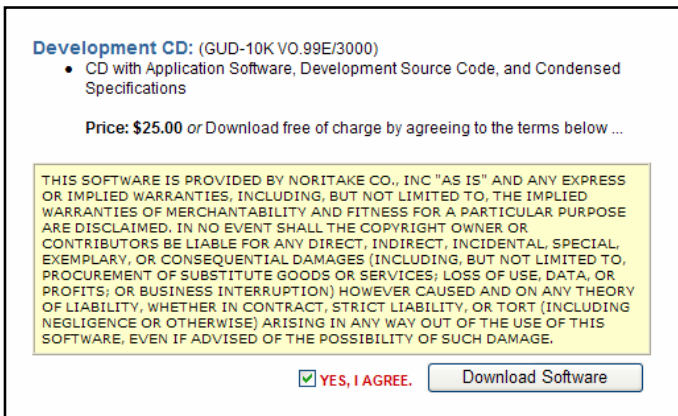 Development CD: (GUD-10K VO.99E/3000)
• CD with Application Software, Development Source Code, and Condensed
Specifications
Price: $25.00 or Download free of charge by agreeing to the terms below ...
THIS SOFTWARE IS PROVIDED BY NORITAKE CO., INC "AS IS" AND ANY EXPRESS
OR IMPLIED WARRANTIES, INCLUDING, BUT NOT LIMITED TO, THE IMPLIED
WARRANTIES OF MERCHANTABILITY AND FITNESS FOR A PARTICULAR PURPOSE
ARE DISCLAIMED. IN NO EVENT SHALL THE COPYRIGHT OWNER OR
CONTRIBUTORS BE LIABLE FOR ANY DIRECT, INDIRECT, INCIDENTAL, SPECIAL,
EXEMPLARY, OR CONSEQUENTIAL DAMAGES (INCLUDING, BUT NOT LIMITED TO,
PROCUREMENT OF SUBSTITUTE GOODS OR SERVICES; LOSS OF USE, DATA, OR
PROFITS; OR BUSINESS INTERRUPTION) HOWEVER CAUSED AND ON ANY THEORY
OF LIABILITY, WHETHER IN CONTRACT, STRICT LIABILITY, OR TORT (INCLUDING
NEGLIGENCE OR OTHERWISE) ARISING IN ANY WAY OUT OF THE USE OF THIS
SOFTWARE, EVEN IF ADVISED OF THE POSSIBILITY OF SUCH DAMAGE.
YES, I AGREE. Download Software